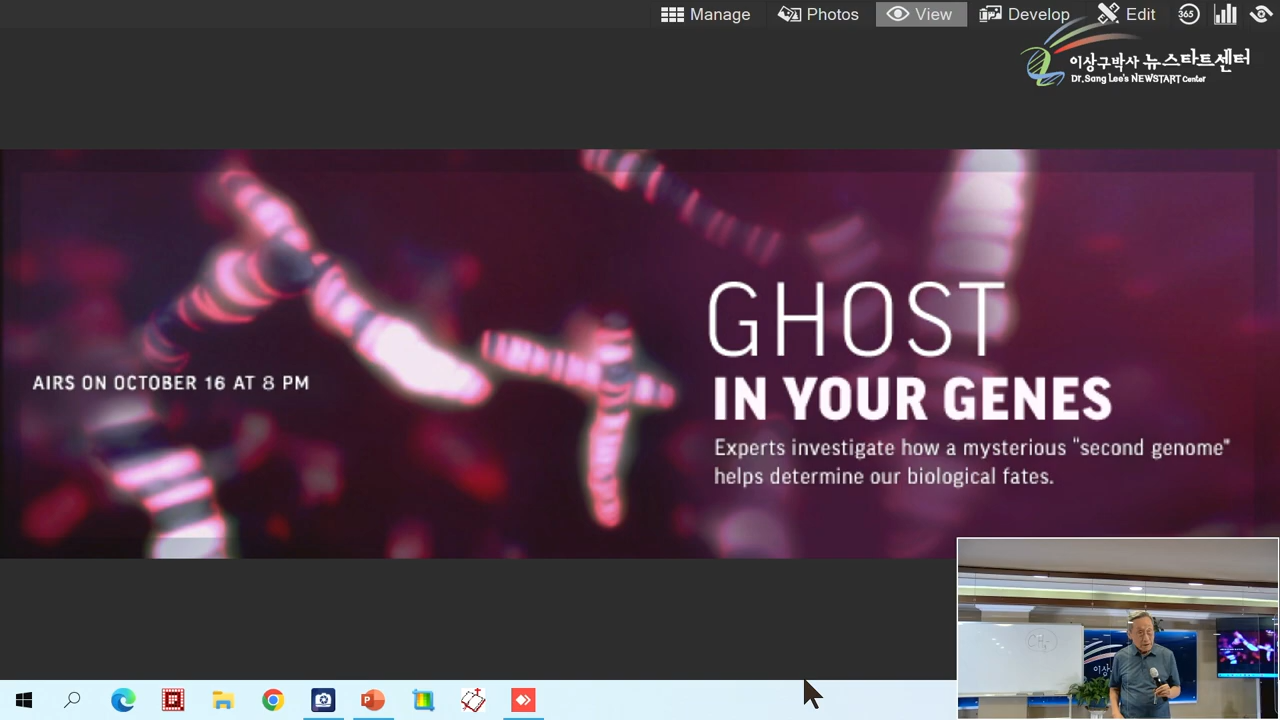 Manage
Photos
View
Develop
Edit
365
이상구박사 뉴스타트센터
Dr.Sang Lee's NEWSTART Center
GHOST
IN YOUR GENES
AIRS ON OCTOBER 16 AT 8 PM
Experts investigate how a mysterious "second genome"
helps determine our biological fates.